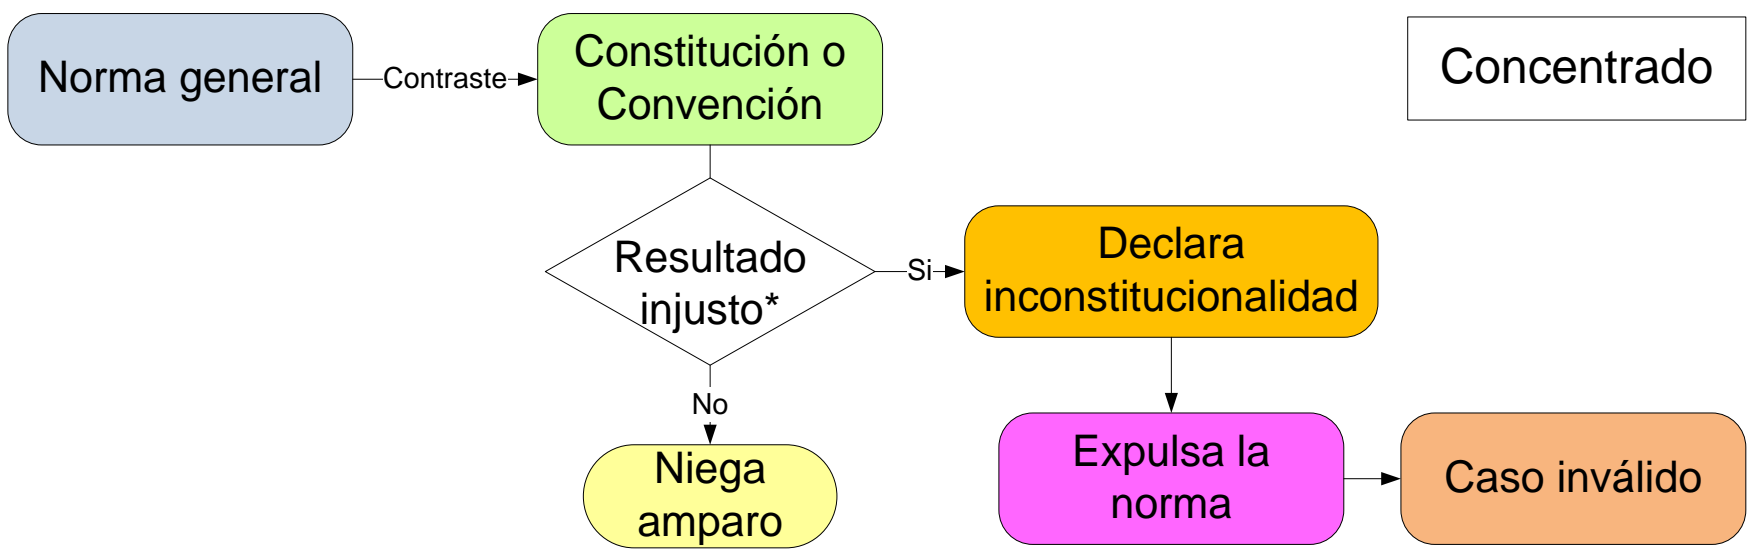 Norma general
Contraste
Constitución o
Convención
Concentrado
Resultado
injusto*
Si
Declara
inconstitucionalidad
No
Niega
amparo
Expulsa la
norma
Caso inválido